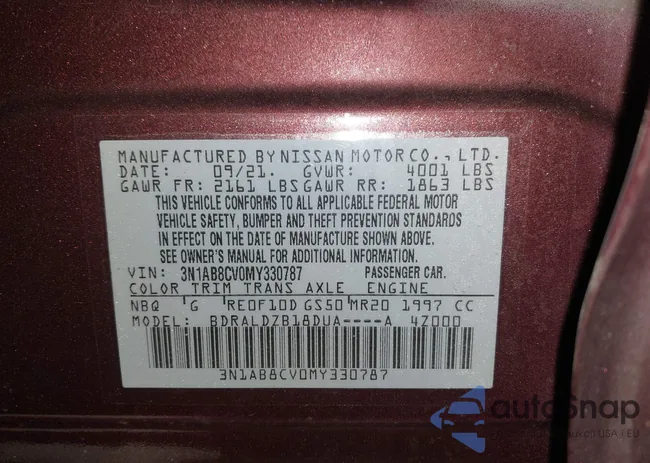 MANUFACTURED BY NISSAN MOTOR CO., LTD.
DATE: 09/21. GVWR: 4001 LBS
GAWR FR: 2161 LBS GAWR RR: 1863 LBS
THIS VEHICLE CONFORMS TO ALL APPLICABLE FEDERAL MOTOR
VEHICLE SAFETY, BUMPER AND THEFT PREVENTION STANDARDS
IN EFFECT ON THE DATE OF MANUFACTURE SHOWN ABOVE.
SEE OWNER'S MANUAL FOR ADDITIONAL INFORMATION.
VIN: 3N1AB8CV0MY330787 PASSENGER CAR.
COLOR TRIM TRANS AXLE ENGINE
NBQ G RE0F10D GS50 MR20 1997 CC
MODEL: BDRALDZB18DUA----A 4Z000
3N1AB8CV0MY330787
autoSnap
USA / EU